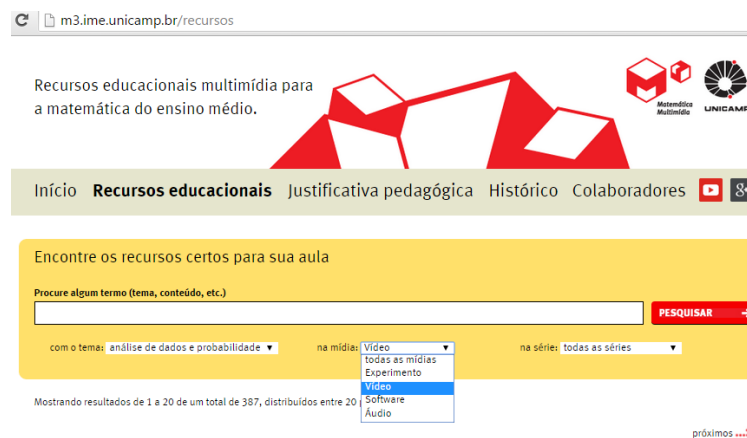 m3.ime.unicamp.br/recursos
Recursos educacionais multimídia para
a matemática do ensino médio.
Matemática
Multimídia
UNICAMP
Início Recursos educacionais Justificativa pedagógica Histórico Colaboradores
Encontre os recursos certos para sua aula
Procure algum termo (tema, conteúdo, etc.)
PESQUISAR
com o tema: análise de dados e probabilidade na mídia: Vídeo na série: todas as séries
todas as mídias
Experimento
Vídeo
Software
Áudio
Mostrando resultados de 1 a 20 de um total de 387, distribuídos entre 20
próximos ...